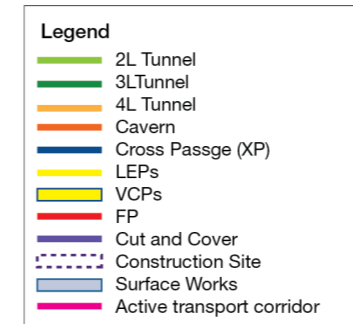 Legend
2L Tunnel
3LTunnel
4L Tunnel
Cavern
Cross Passge (XP)
LEPs
VCPs
FP
Cut and Cover
Construction Site
Surface Works
Active transport corridor